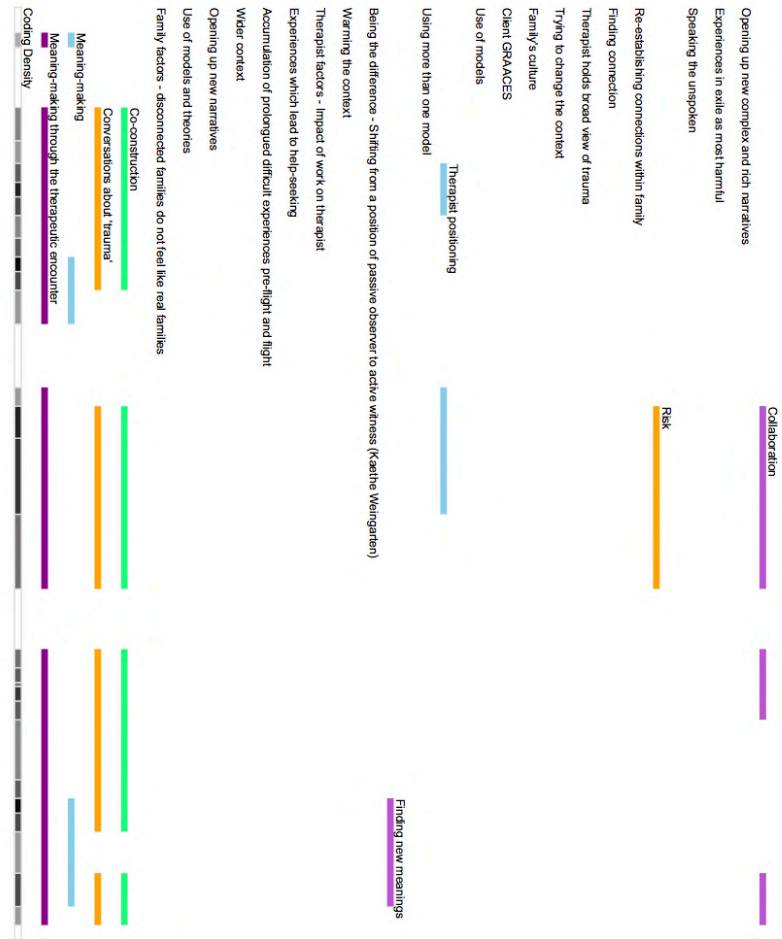 Opening up new complex and rich narratives
Collaboration
Experiences in exile as most harmful
Speaking the unspoken
Risk
Re-establishing connections within family
Finding connection
Therapist holds broad view of trauma
Trying to change the context
Family's culture
Client GRAACES
Use of models
Therapist positioning
Using more than one model
Finding new meanings
Being the difference - Shifting from a position of passive observer to active witness (Kaethe Weingarten)
Warming the context
Therapist factors - Impact of work on therapist
Experiences which lead to help-seeking
Accumulation of prolongued difficult experiences pre-flight and flight
Wider context
Opening up new narratives
Use of models and theories
Family factors - disconnected families do not feel like real families
Co-construction
Conversations about 'trauma'
Meaning-making
Meaning-making through the therapeutic encounter
Coding Density